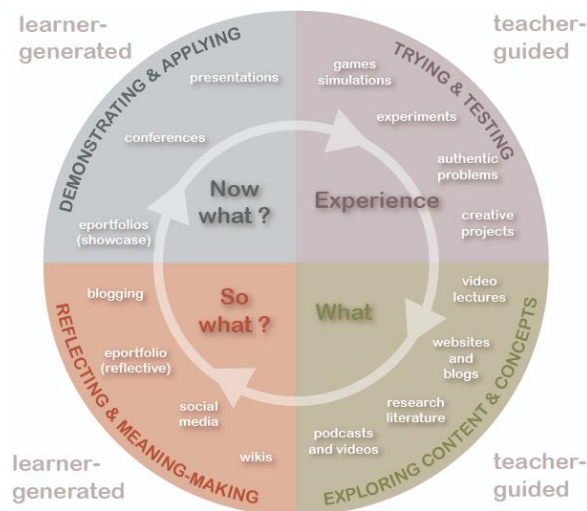 learner-
generated
teacher-
guided
DEMONSTRATING & APPLYING
presentations
conferences
Now
what ?
eportfolios
(showcase)
TRYING & TESTING
games
simulations
experiments
authentic
problems
Experience
creative
projects
REFLECTING & MEANING-MAKING
blogging
So
what ?
eportfolio
(reflective)
social
media
wikis
EXPLORING CONTENT & CONCEPTS
What
video
lectures
websites
and
blogs
research
literature
podcasts
and videos
learner-
generated
teacher-
guided